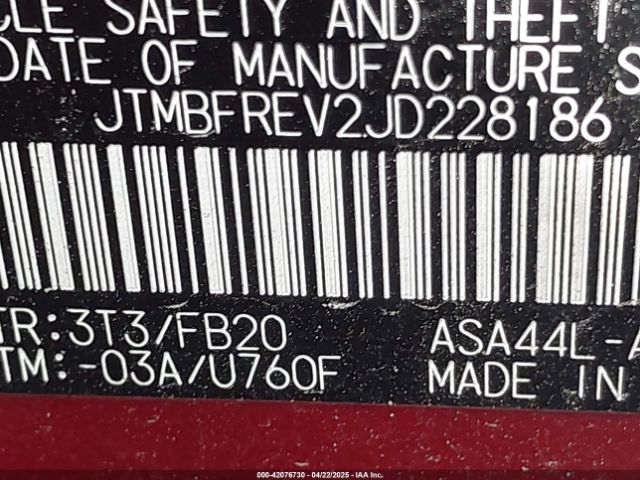 CLE SAFETY AND THEFT
DATE OF MANUFACTURE S
JTMBFREV2JD228186
TR:3T3/FB20 ASA44L-A
TM:-03A/U760F MADE IN
000-42076730 - 04/22/2025 - IAA Inc.